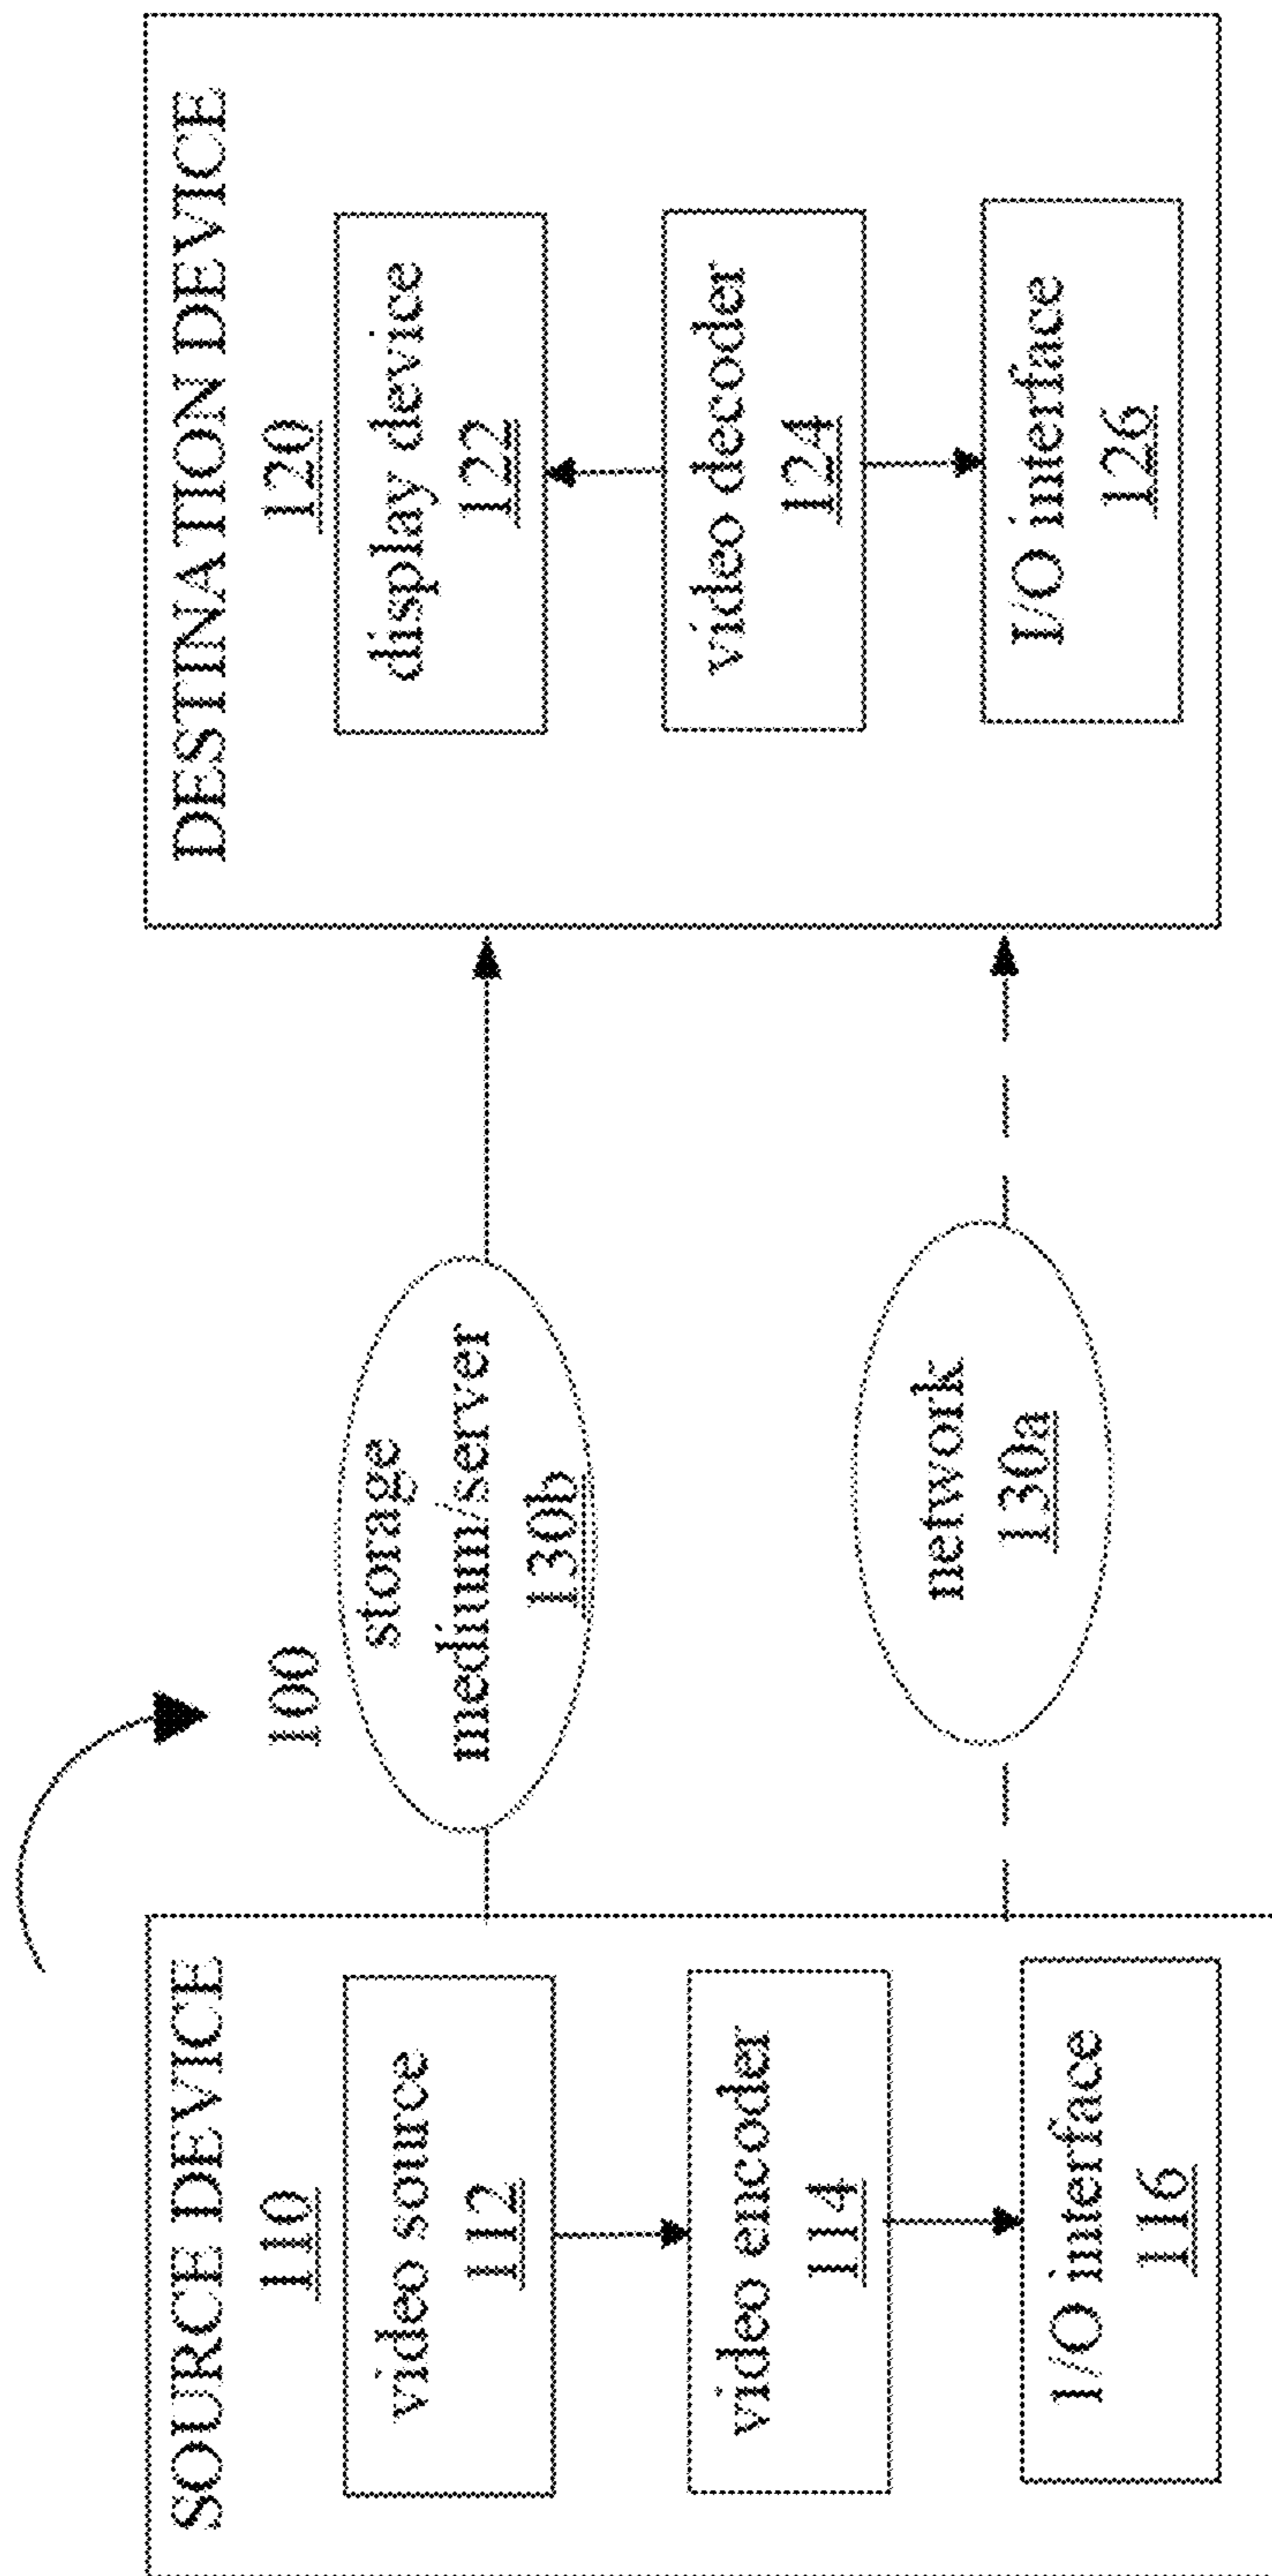 100
SOURCE DEVICE
110
video source
112
video encoder
114
I/O interface
116
storage
medium/server
130b
network
130a
DESTINATION DEVICE
120
display device
122
video decoder
124
I/O interface
126